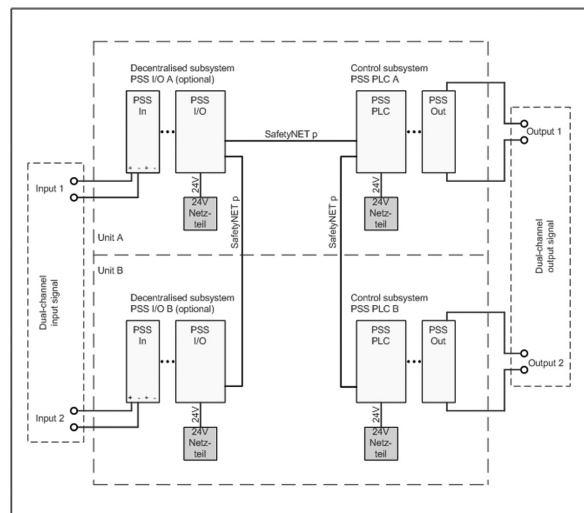 Decentralised subsystem
PSS I/O A (optional)
Control subsystem
PSS PLC A
PSS
In
PSS
I/O
PSS
PLC
PSS
Out
SafetyNET p
Output 1
+ - + -
Input 1
24V
24V
Netz-
teil
SafetyNET p
SafetyNET p
24V
24V
Netz-
teil
Unit A
Dual-channel
input signal
Dual-channel
output signal
Unit B
Decentralised subsystem
PSS I/O B (optional)
Control subsystem
PSS PLC B
PSS
In
PSS
I/O
PSS
PLC
PSS
Out
Output 2
+ - + -
Input 2
24V
24V
Netz-
teil
24V
24V
Netz-
teil